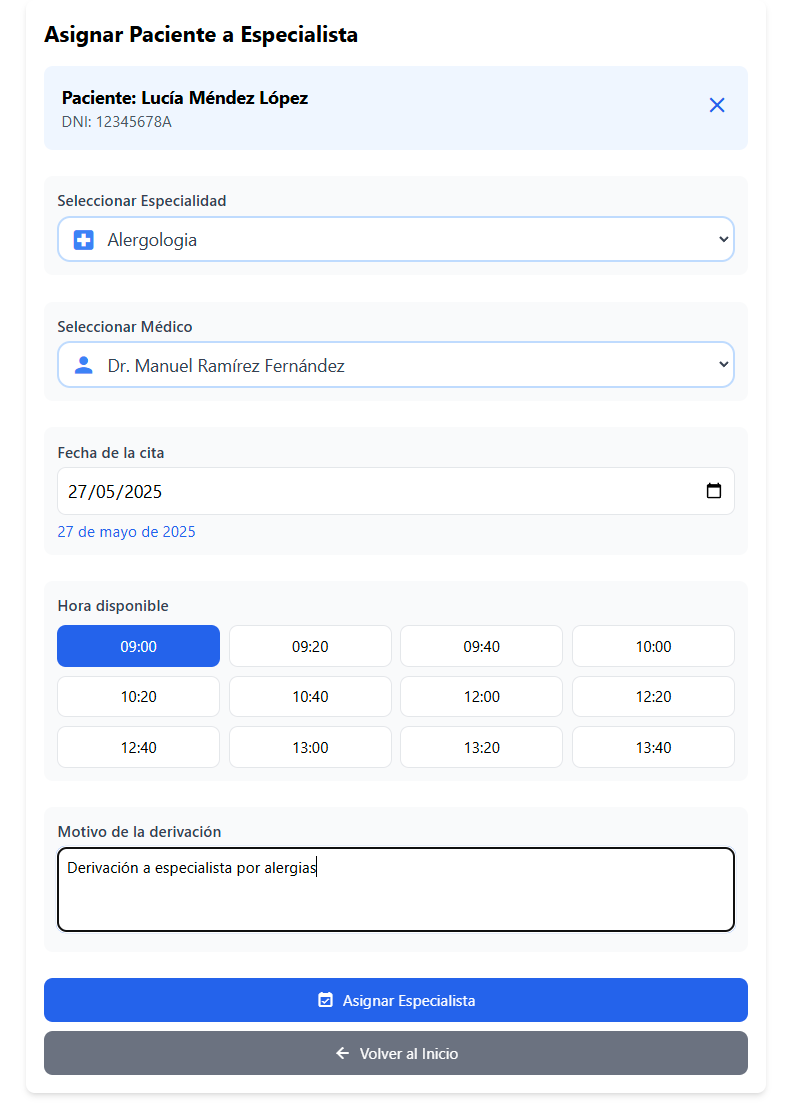 Asignar Paciente a Especialista
Paciente: Lucía Méndez López
DNI: 12345678A
Seleccionar Especialidad
Alergologia
Seleccionar Médico
Dr. Manuel Ramírez Fernández
Fecha de la cita
27/05/2025
27 de mayo de 2025
Hora disponible
09:00 09:20 09:40 10:00
10:20 10:40 12:00 12:20
12:40 13:00 13:20 13:40
Motivo de la derivación
Derivación a especialista por alergias
Asignar Especialista
Volver al Inicio